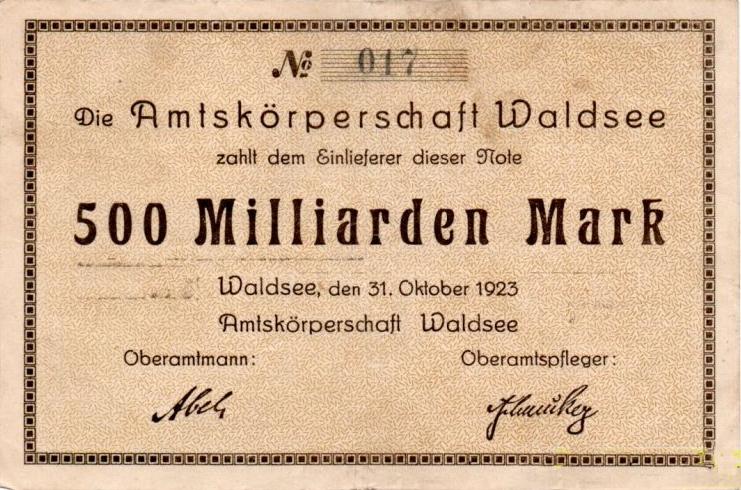 № 017
Die Amtskörperschaft Waldsee
zahlt dem Einlieferer dieser Note
500 Milliarden Mark
Waldsee, den 31. Oktober 1923
Amtskörperschaft Waldsee
Oberamtmann: Oberamtspfleger:
Abel